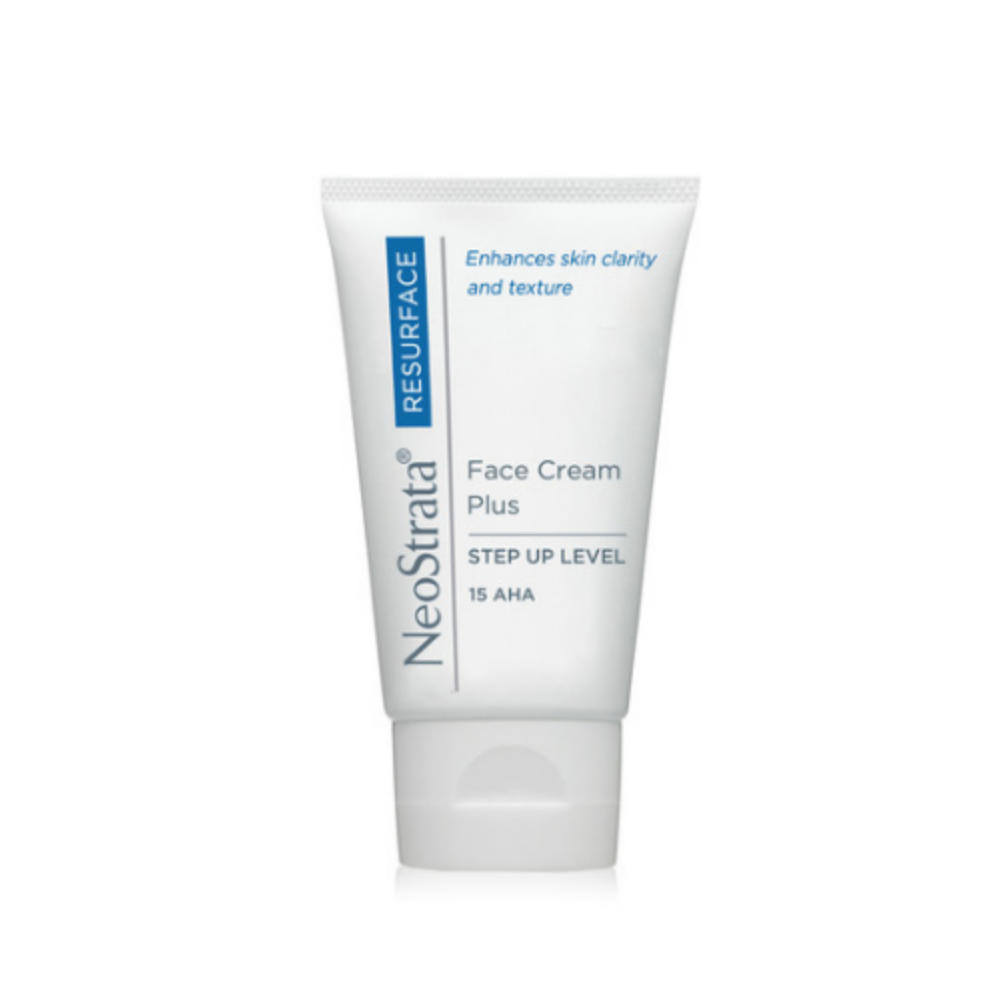 RESURFACE
NeoStrata®
Enhances skin clarity
and texture
Face Cream
Plus
STEP UP LEVEL
15 AHA